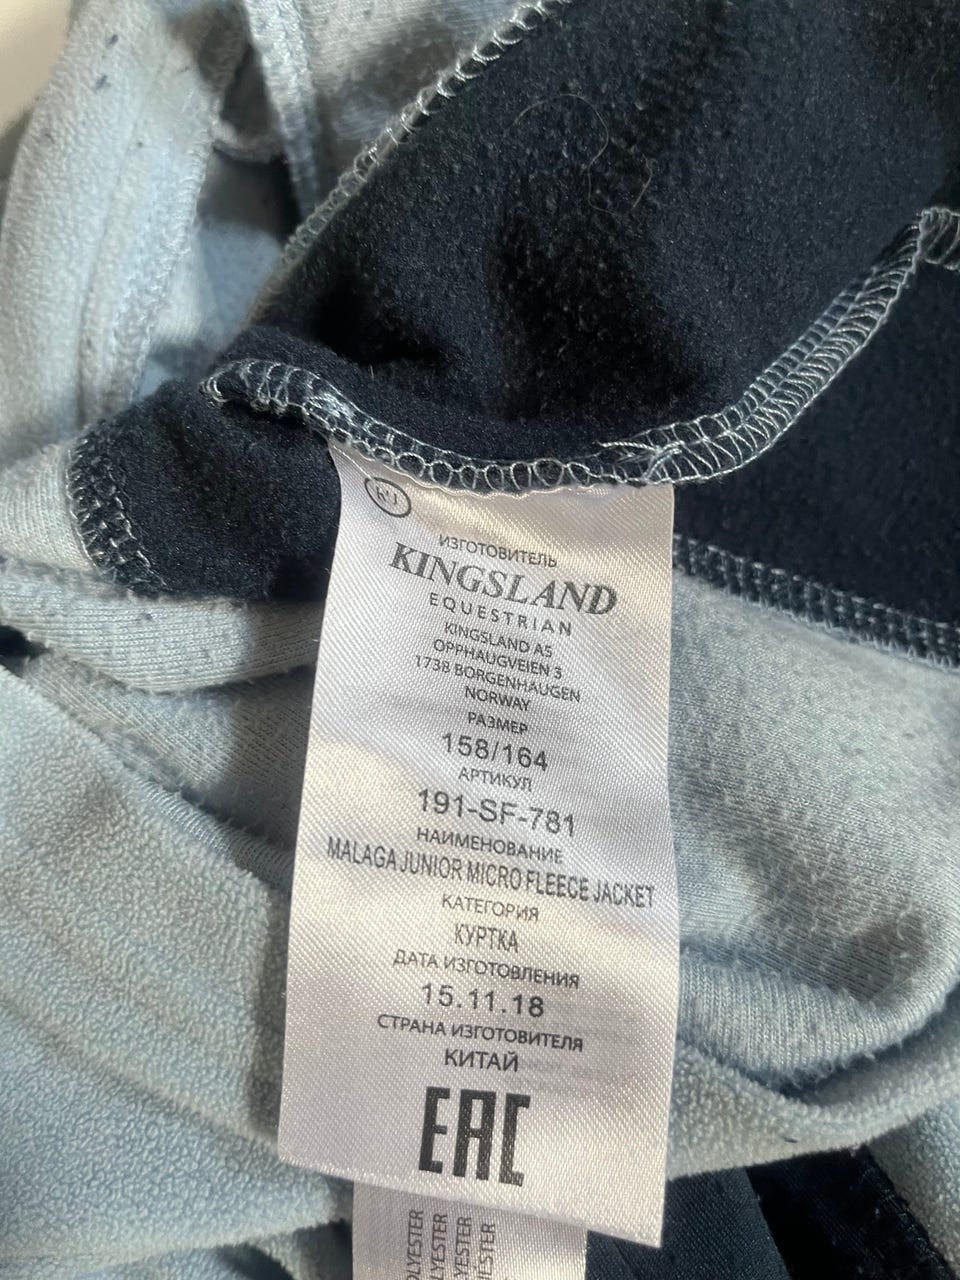 ИЗГОТОВИТЕЛЬ
KINGSLAND
EQUESTRIAN
KINGSLAND AS
OPPHAUGVEIEN 3
1738 BORGENHAUGEN
NORWAY
РАЗМЕР
158/164
АРТИКУЛ
191-SF-781
НАИМЕНОВАНИЕ
MALAGA JUNIOR MICRO FLEECE JACKET
КАТЕГОРИЯ
КУРТКА
ДАТА ИЗГОТОВЛЕНИЯ
15.11.18
СТРАНА ИЗГОТОВИТЕЛЯ
КИТАЙ
EAC